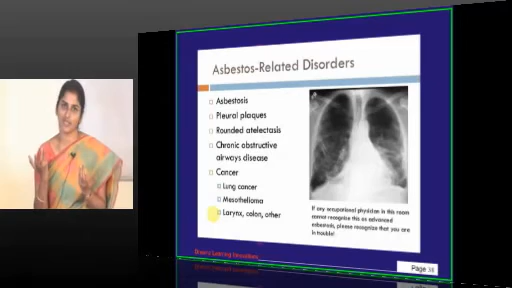 Asbestos-Related Disorders
Asbestosis
Pleural plaques
Rounded atelectasis
Chronic obstructive
airways disease
Cancer
Lung cancer
Mesothelioma
Larynx, colon, other
If any occupational physician in this room
cannot recognize this as advanced
asbestosis, please recognize that you are
in trouble!
Page